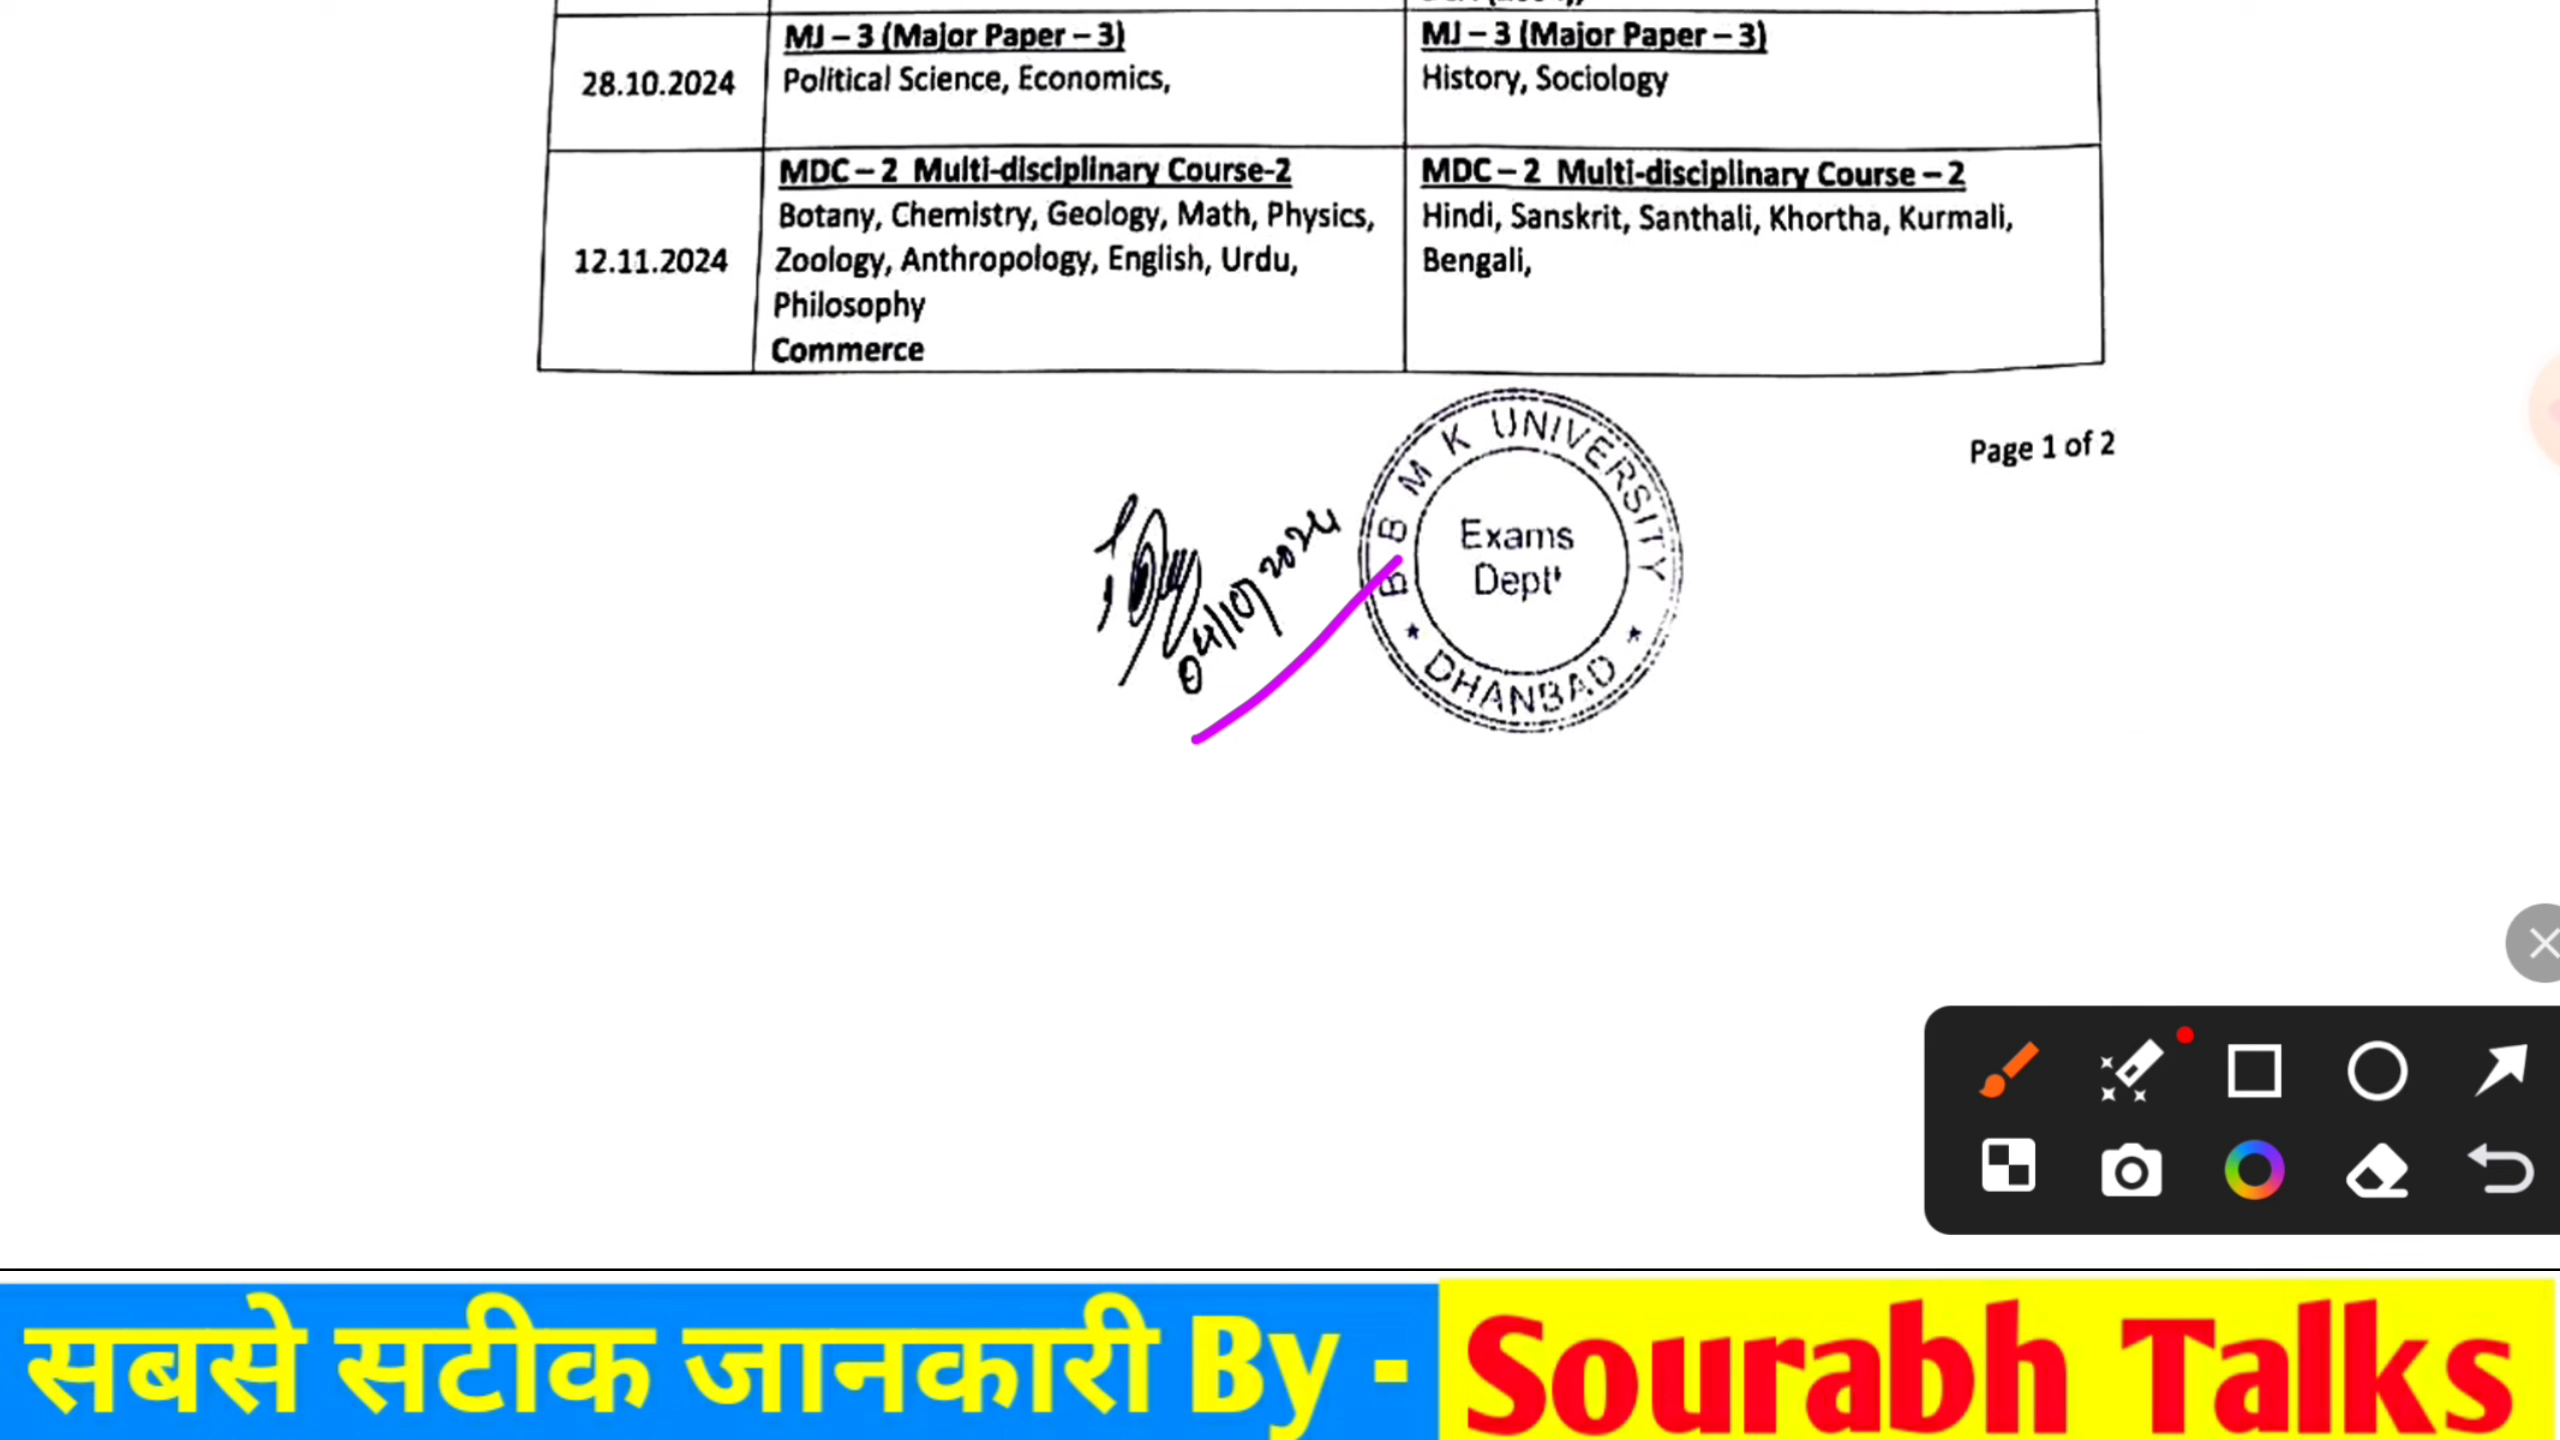 MJ – 3 (Major Paper – 3)
Political Science, Economics,
MJ – 3 (Major Paper – 3)
History, Sociology
28.10.2024
MDC – 2 Multi-disciplinary Course-2
Botany, Chemistry, Geology, Math, Physics,
Zoology, Anthropology, English, Urdu,
Philosophy
Commerce
MDC – 2 Multi-disciplinary Course – 2
Hindi, Sanskrit, Santhali, Khortha, Kurmali,
Bengali,
12.11.2024
Page 1 of 2
04/10/2024
B B M K UNIVERSITY
Exams
Dept'
★ DHANBAD ★
सबसे सटीक जानकारी By - Sourabh Talks